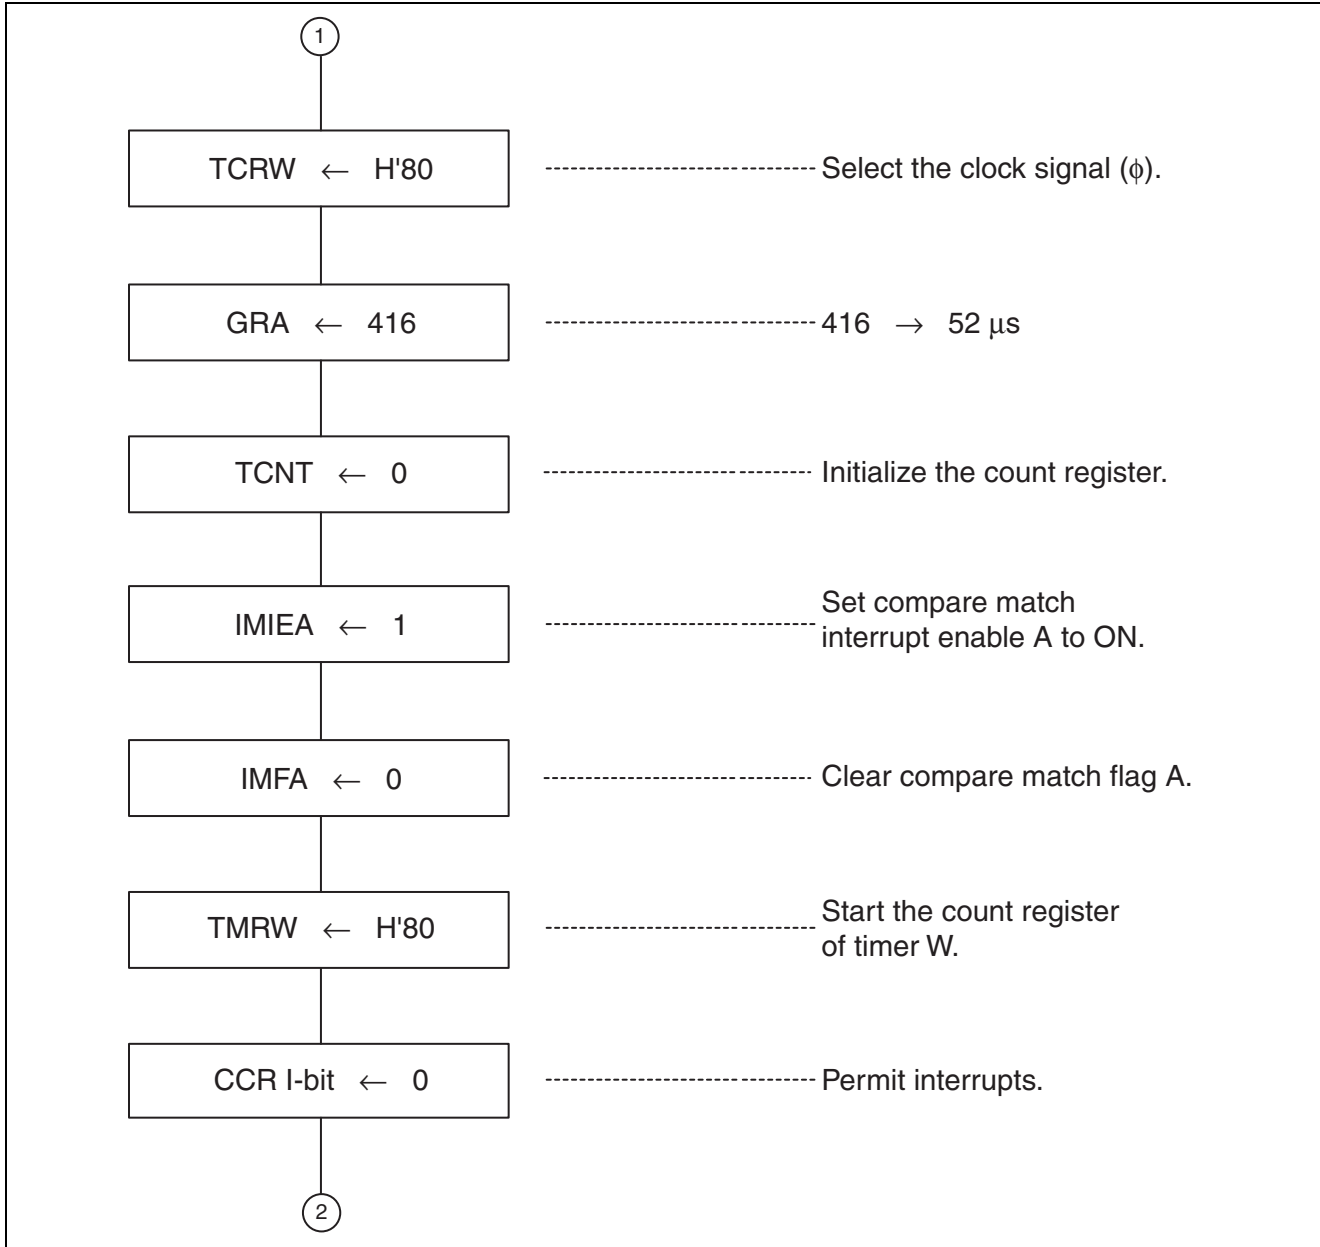 1
TCRW ← H'80
Select the clock signal (ϕ).
GRA ← 416
416 → 52 μs
TCNT ← 0
Initialize the count register.
IMIEA ← 1
Set compare match
interrupt enable A to ON.
IMFA ← 0
Clear compare match flag A.
TMRW ← H'80
Start the count register
of timer W.
CCR I-bit ← 0
Permit interrupts.
2